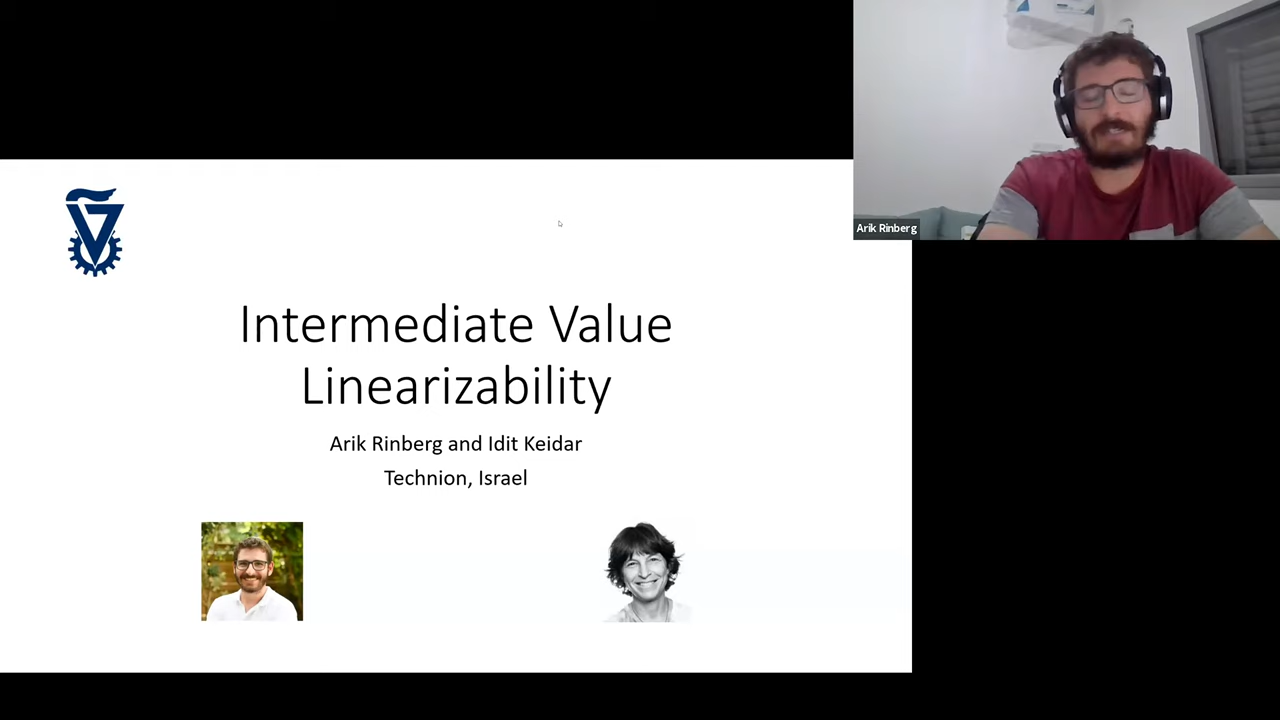 Arik Rinberg
Intermediate Value
Linearizability
Arik Rinberg and Idit Keidar
Technion, Israel